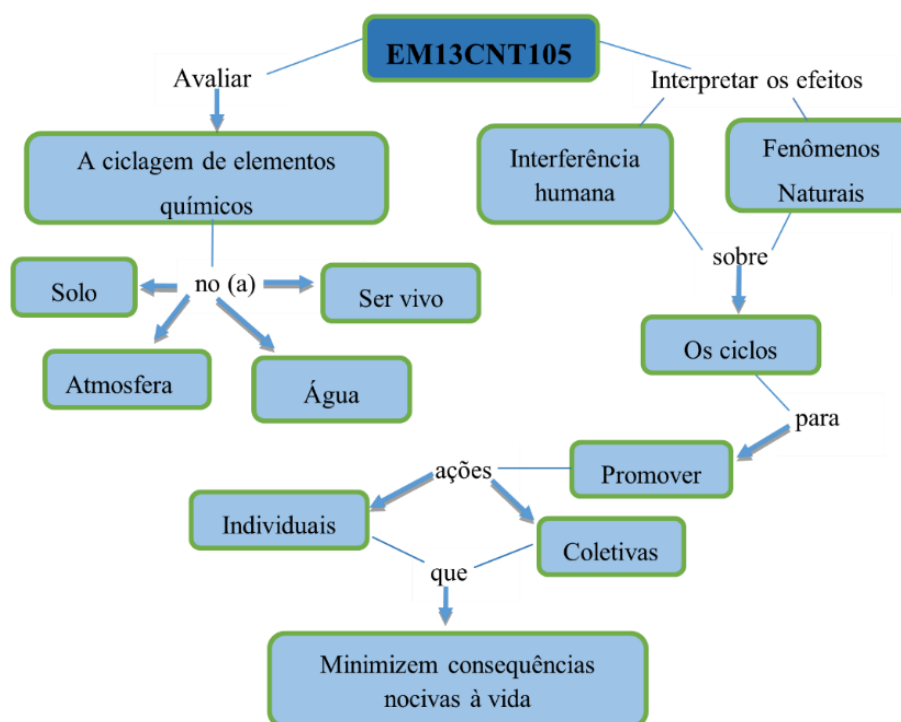 EM13CNT105
Avaliar
Interpretar os efeitos
A ciclagem de elementos
químicos
Interferência
humana
Fenômenos
Naturais
sobre
Solo
no (a)
Ser vivo
Atmosfera
Água
Os ciclos
para
ações
Promover
Individuais
Coletivas
que
Minimizem consequências
nocivas à vida